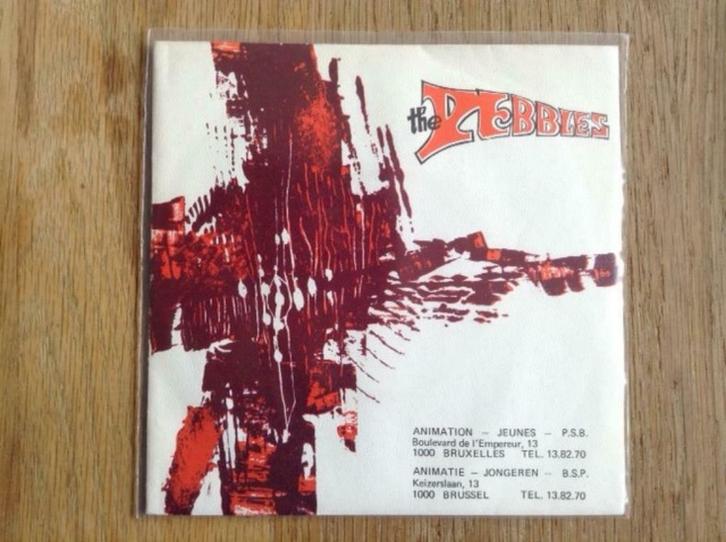 the PEBBLES
ANIMATION – JEUNES – P.S.B.
Boulevard de l'Empereur, 13
1000 BRUXELLES TEL. 13.82.70
ANIMATIE – JONGEREN – B.S.P.
Keizerslaan, 13
1000 BRUSSEL TEL. 13.82.70